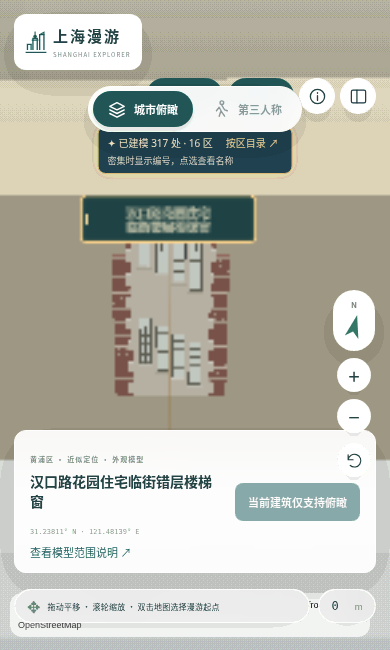 上海漫游
SHANGHAI EXPLORER
城市俯瞰
第三人称
✦ 已建模 317 处 · 16 区 按区目录 ↗
密集时显示编号，点选查看名称
N
+
−
黄浦区 · 近似定位 · 外观模型
汉口路花园住宅临街错层楼梯窗
当前建筑仅支持俯瞰
31.23811° N · 121.48139° E
查看模型范围说明 ↗
拖动平移 · 滚轮缩放 · 双击地图选择漫游起点
0 m
OpenStreetMap